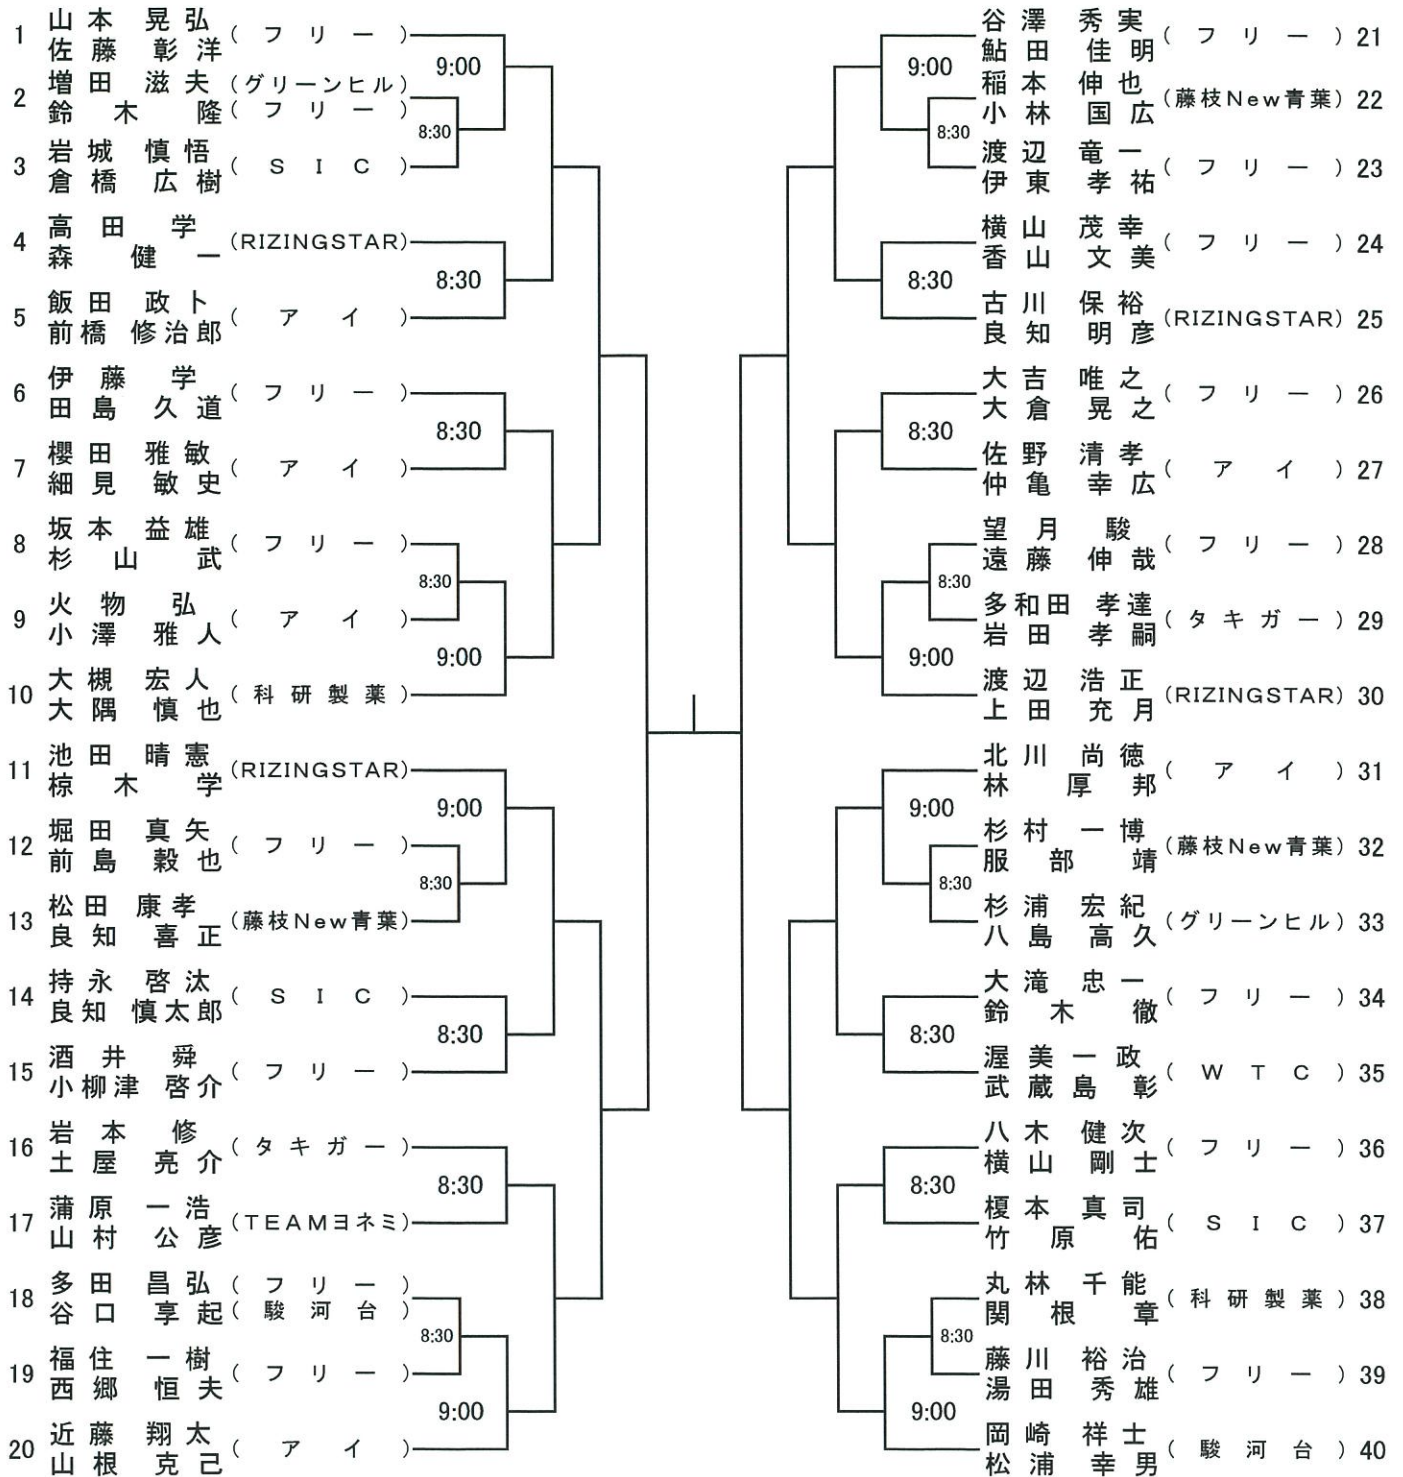 1 山本 晃弘 (フリー)
佐藤 彰洋
9:00
2 増田 滋夫 (グリーンヒル)
鈴木 隆 (フリー)
8:30
3 岩城 慎悟 (SIC)
倉橋 広樹
4 高田 学 (RIZINGSTAR)
森 健一
8:30
5 飯田 政ト (アイ)
前橋 修治郎
6 伊藤 学 (フリー)
田島 久道
8:30
7 櫻田 雅敏 (アイ)
細見 敏史
8 坂本 益雄 (フリー)
杉山 武
8:30
9 火物 弘 (アイ)
小澤 雅人
9:00
10 大槻 宏人 (科研製薬)
大隅 慎也
11 池田 晴憲 (RIZINGSTAR)
椋木 学
9:00
12 堀田 真矢 (フリー)
前島 毅也
8:30
13 松田 康孝 (藤枝New青葉)
良知 喜正
14 持永 啓汰 (SIC)
良知 慎太郎
8:30
15 酒井 舜 (フリー)
小柳津 啓介
16 岩本 修 (タキガー)
土屋 亮介
8:30
17 蒲原 一浩 (TEAMヨネミ)
山村 公彦
18 多田 昌弘 (フリー)
谷口 享起 (駿河台)
8:30
19 福住 一樹 (フリー)
西郷 恒夫
9:00
20 近藤 翔太 (アイ)
山根 克己
谷澤 秀実 (フリー) 21
鮎田 佳明
9:00
稲本 伸也 (藤枝New青葉) 22
小林 国広
8:30
渡辺 竜一 (フリー) 23
伊東 孝祐
横山 茂幸 (フリー) 24
香山 文美
8:30
古川 保裕 (RIZINGSTAR) 25
良知 明彦
大吉 唯之 (フリー) 26
大倉 晃之
8:30
佐野 清孝 (アイ) 27
仲亀 幸広
望月 駿 (フリー) 28
遠藤 伸哉
8:30
多和田 孝達 (タキガー) 29
岩田 孝嗣
9:00
渡辺 浩正 (RIZINGSTAR) 30
上田 充月
北川 尚徳 (アイ) 31
林 厚邦
9:00
杉村 一博 (藤枝New青葉) 32
服部 靖
8:30
杉浦 宏紀 (グリーンヒル) 33
八島 高久
大滝 忠一 (フリー) 34
鈴木 徹
8:30
渥美 一政 (WTC) 35
武蔵島 彰
八木 健次 (フリー) 36
横山 剛士
8:30
榎本 真司 (SIC) 37
竹原 佑
丸林 千能 (科研製薬) 38
関根 章
8:30
藤川 裕治 (フリー) 39
湯田 秀雄
9:00
岡崎 祥士 (駿河台) 40
松浦 幸男